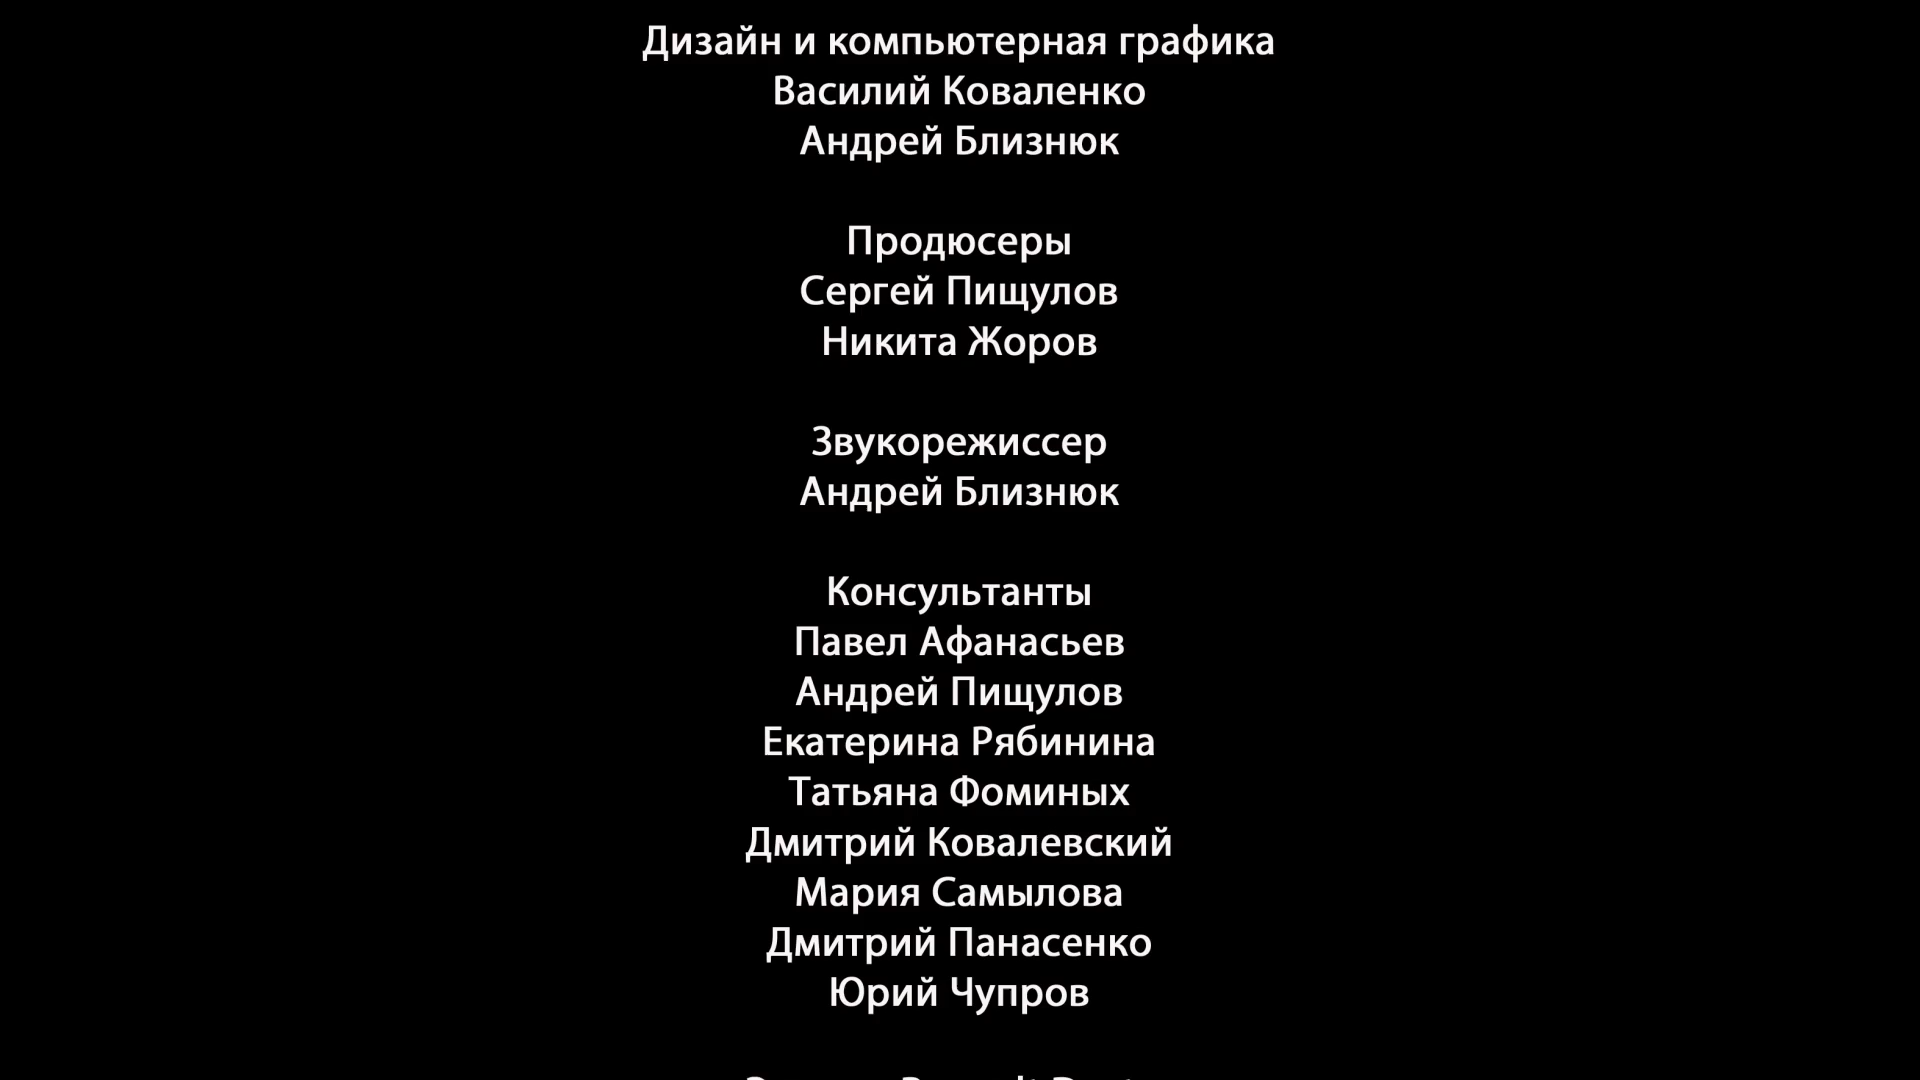 Дизайн и компьютерная графика
Василий Коваленко
Андрей Близнюк
Продюсеры
Сергей Пищулов
Никита Жоров
Звукорежиссер
Андрей Близнюк
Консультанты
Павел Афанасьев
Андрей Пищулов
Екатерина Рябинина
Татьяна Фоминых
Дмитрий Ковалевский
Мария Самылова
Дмитрий Панасенко
Юрий Чупров